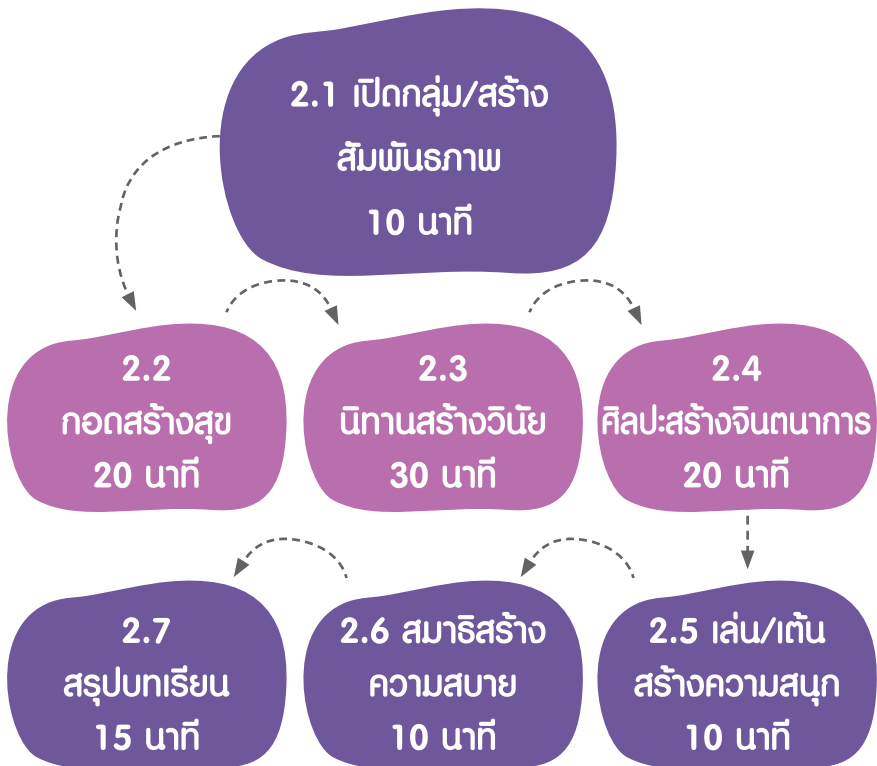 2.1 เปิดกลุ่ม/สร้าง
สัมพันธภาพ
10 นาที
2.2
กอดสร้างสุข
20 นาที
2.3
นิทานสร้างวินัย
30 นาที
2.4
ศิลปะสร้างจินตนาการ
20 นาที
2.5 เล่น/เต้น
สร้างความสนุก
10 นาที
2.6 สมาธิสร้าง
ความสบาย
10 นาที
2.7
สรุปบทเรียน
15 นาที